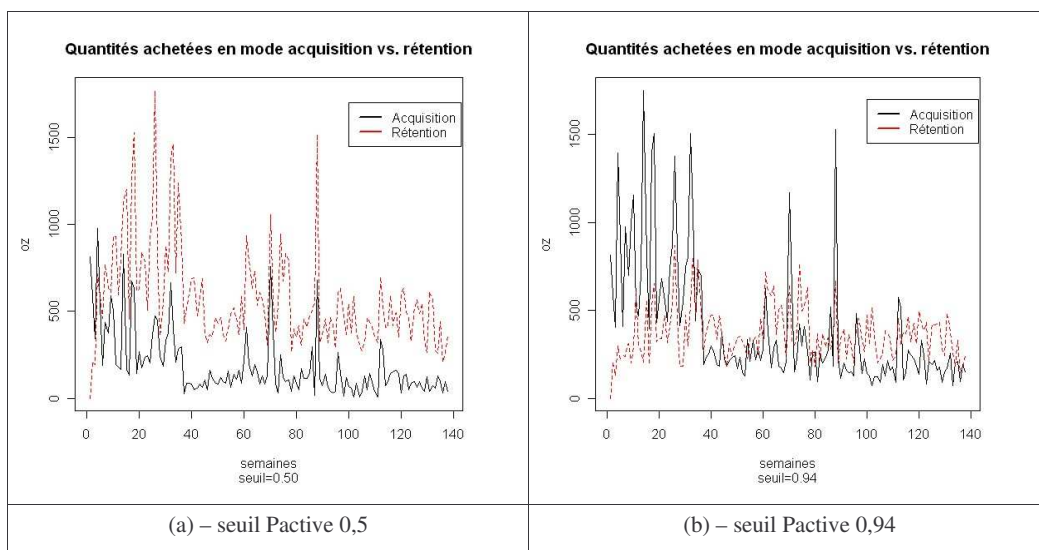 Quantités achetées en mode acquisition vs. rétention
Acquisition
Rétention
oz
1500
1000
500
0
0 20 40 60 80 100 120 140
semaines
seuil=0.50
(a) – seuil Pactive 0,5
Quantités achetées en mode acquisition vs. rétention
Acquisition
Rétention
oz
1500
1000
500
0
0 20 40 60 80 100 120 140
semaines
seuil=0.94
(b) – seuil Pactive 0,94